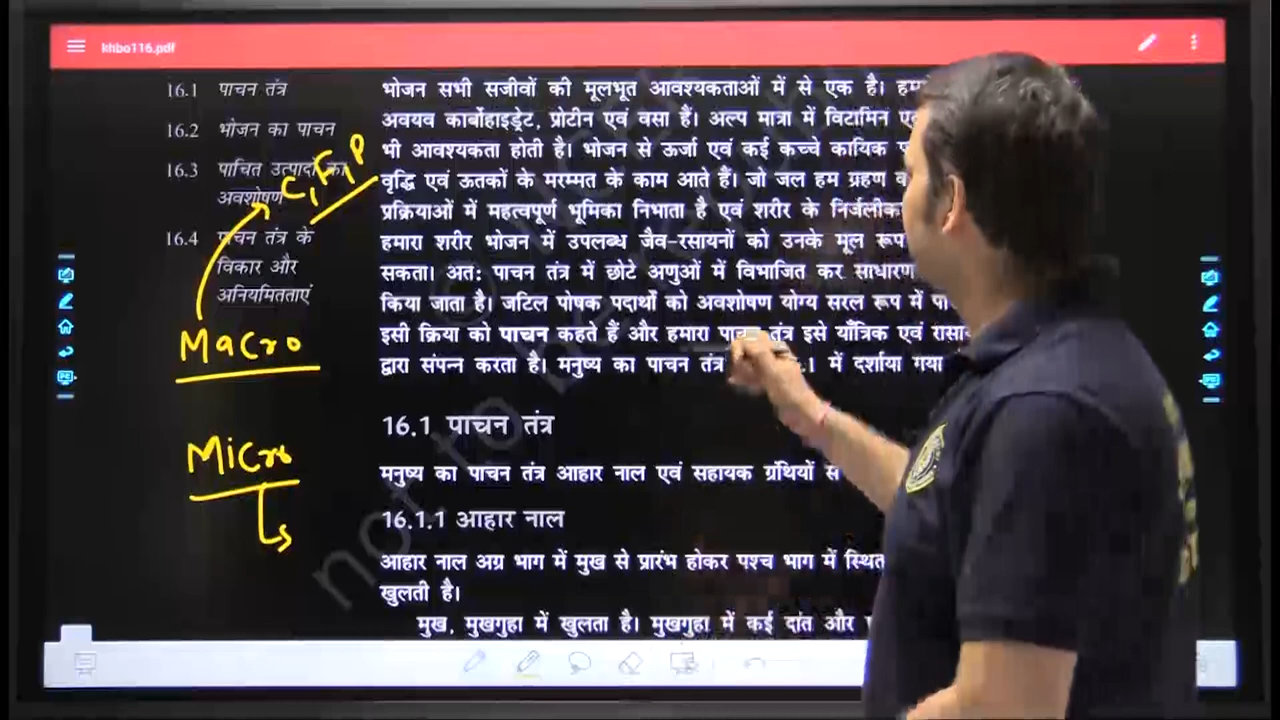 khbo116.pdf
16.1 पाचन तंत्र
16.2 भोजन का पाचन
16.3 पाचित उत्पादों का
अवशोषण
16.4 पाचन तंत्र के
विकार और
अनियमितताएं
C, F, P
Macro
Micro
भोजन सभी सजीवों की मूलभूत आवश्यकताओं में से एक है।
अवयव कार्बोहाइड्रेट, प्रोटीन एवं वसा हैं। अल्प मात्रा में विटामिन
भी आवश्यकता होती है। भोजन से ऊर्जा एवं कई कच्चे कायिक
वृद्धि एवं ऊतकों के मरम्मत के काम आते हैं। जो जल हम ग्रहण
प्रक्रियाओं में महत्वपूर्ण भूमिका निभाता है एवं शरीर के
हमारा शरीर भोजन में उपलब्ध जैव-रसायनों को उनके मूल रूप
सकता। अतः पाचन तंत्र में छोटे अणुओं में विभाजित कर साधारण
किया जाता है। जटिल पोषक पदार्थों को अवशोषण योग्य सरल रूप में
इसी क्रिया को पाचन कहते हैं और हमारा पाचन तंत्र इसे याँत्रिक एवं
द्वारा संपन्न करता है। मनुष्य का पाचन तंत्र .1 में दर्शाया गया
16.1 पाचन तंत्र
मनुष्य का पाचन तंत्र आहार नाल एवं सहायक ग्रंथियों
16.1.1 आहार नाल
आहार नाल अग्र भाग में मुख से प्रारंभ होकर पश्च भाग में स्थित
खुलती है।
मुख, मुखगुहा में खुलता है। मुखगुहा में कई दांत और